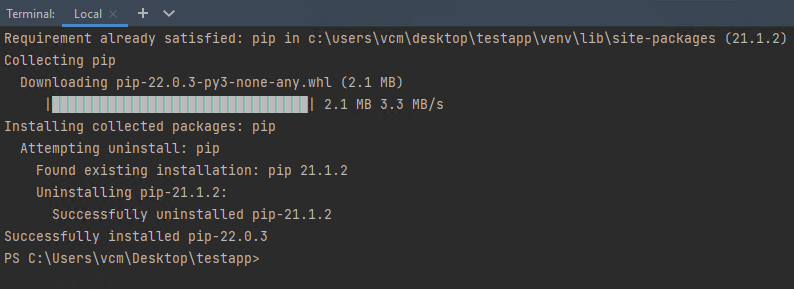 Terminal: Local × + ∨
Requirement already satisfied: pip in c:\users\vcm\desktop\testapp\venv\lib\site-packages (21.1.2)
Collecting pip
  Downloading pip-22.0.3-py3-none-any.whl (2.1 MB)
     |████████████████████████████████| 2.1 MB 3.3 MB/s
Installing collected packages: pip
  Attempting uninstall: pip
    Found existing installation: pip 21.1.2
    Uninstalling pip-21.1.2:
      Successfully uninstalled pip-21.1.2
Successfully installed pip-22.0.3
PS C:\Users\vcm\Desktop\testapp>